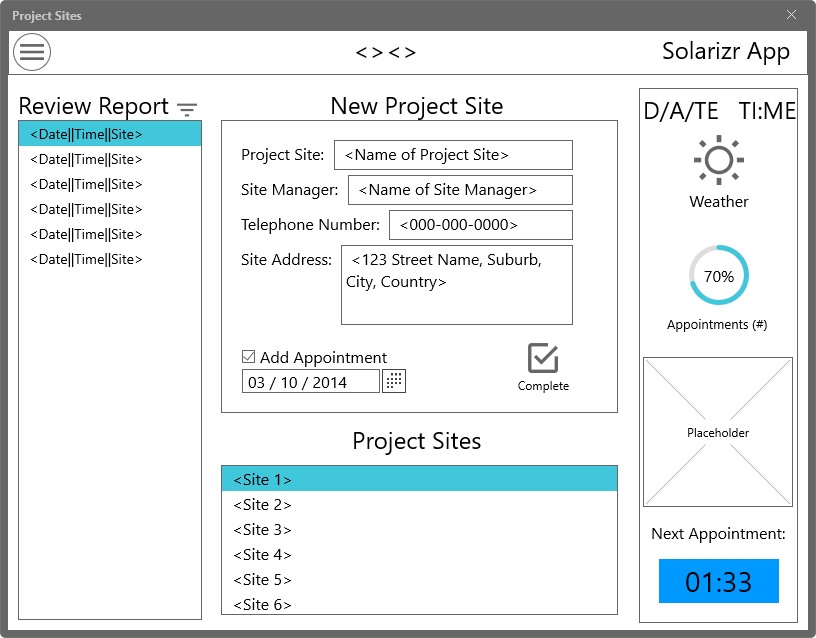 Project Sites
< > < >
Solarizr App
Review Report
<Date||Time||Site>
<Date||Time||Site>
<Date||Time||Site>
<Date||Time||Site>
<Date||Time||Site>
<Date||Time||Site>
New Project Site
Project Site: <Name of Project Site>
Site Manager: <Name of Site Manager>
Telephone Number: <000-000-0000>
Site Address: <123 Street Name, Suburb,
City, Country>
Add Appointment
03 / 10 / 2014
Complete
Project Sites
<Site 1>
<Site 2>
<Site 3>
<Site 4>
<Site 5>
<Site 6>
D/A/TE TI:ME
Weather
70%
Appointments (#)
Placeholder
Next Appointment:
01:33